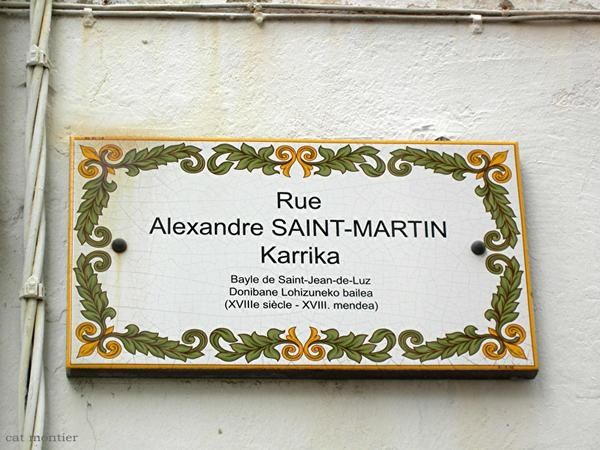 Rue
Alexandre SAINT-MARTIN
Karrika
Bayle de Saint-Jean-de-Luz
Donibane Lohizuneko bailea
(XVIIIe siècle - XVIII. mendea)
cat montier